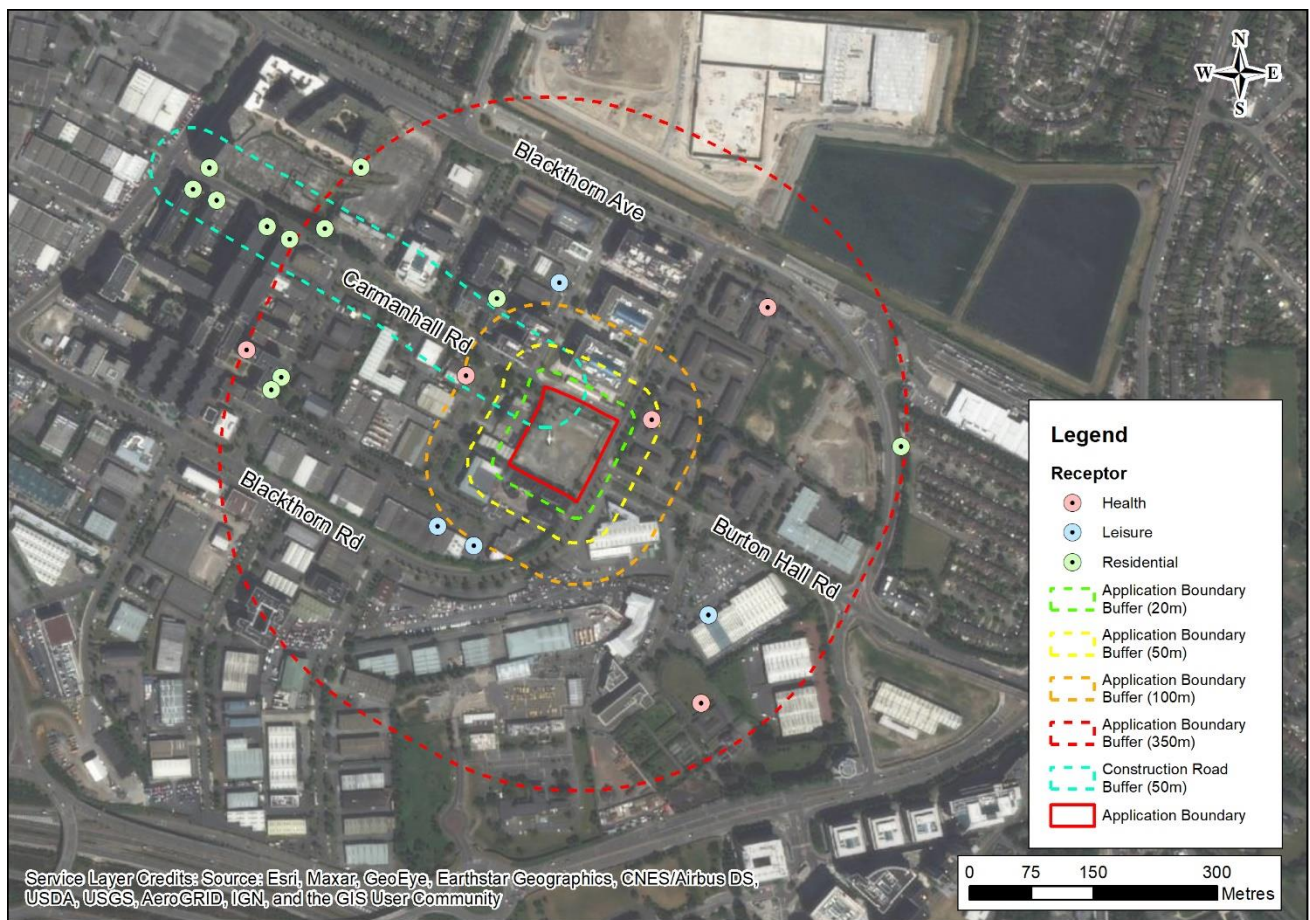 N
W E
S
Blackthorn Ave
Carmanhall Rd
Blackthorn Rd
Burton Hall Rd
Legend
Receptor
Health
Leisure
Residential
Application Boundary
Buffer (20m)
Application Boundary
Buffer (50m)
Application Boundary
Buffer (100m)
Application Boundary
Buffer (350m)
Construction Road
Buffer (50m)
Application Boundary
0 75 150 300
Metres
Service Layer Credits: Source: Esri, Maxar, GeoEye, Earthstar Geographics, CNES/Airbus DS,
USDA, USGS, AeroGRID, IGN, and the GIS User Community